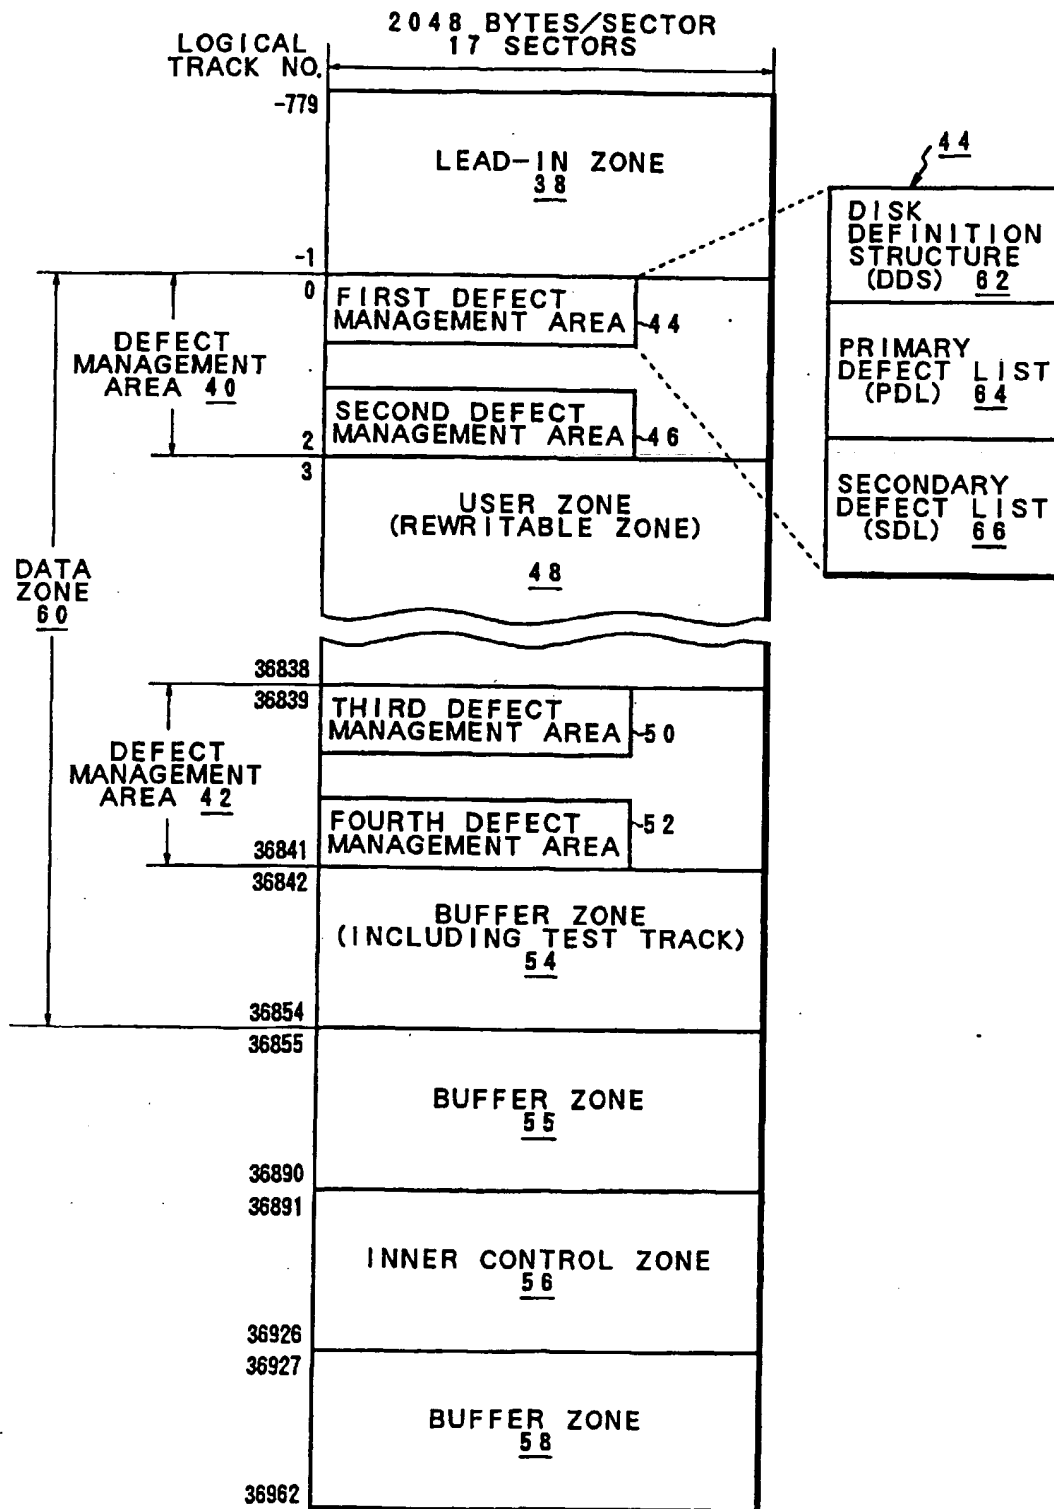 2048 BYTES/SECTOR
17 SECTORS
LOGICAL
TRACK NO.
-779
LEAD-IN ZONE
38
-1
0
FIRST DEFECT
MANAGEMENT AREA
44
DEFECT
MANAGEMENT
AREA 40
SECOND DEFECT
MANAGEMENT AREA
46
2
3
USER ZONE
(REWRITABLE ZONE)
48
44
DISK
DEFINITION
STRUCTURE
(DDS) 62
PRIMARY
DEFECT LIST
(PDL) 64
SECONDARY
DEFECT LIST
(SDL) 66
DATA
ZONE
60
36838
36839
THIRD DEFECT
MANAGEMENT AREA
50
DEFECT
MANAGEMENT
AREA 42
FOURTH DEFECT
MANAGEMENT AREA
52
36841
36842
BUFFER ZONE
(INCLUDING TEST TRACK)
54
36854
36855
BUFFER ZONE
55
36890
36891
INNER CONTROL ZONE
56
36926
36927
BUFFER ZONE
58
36962